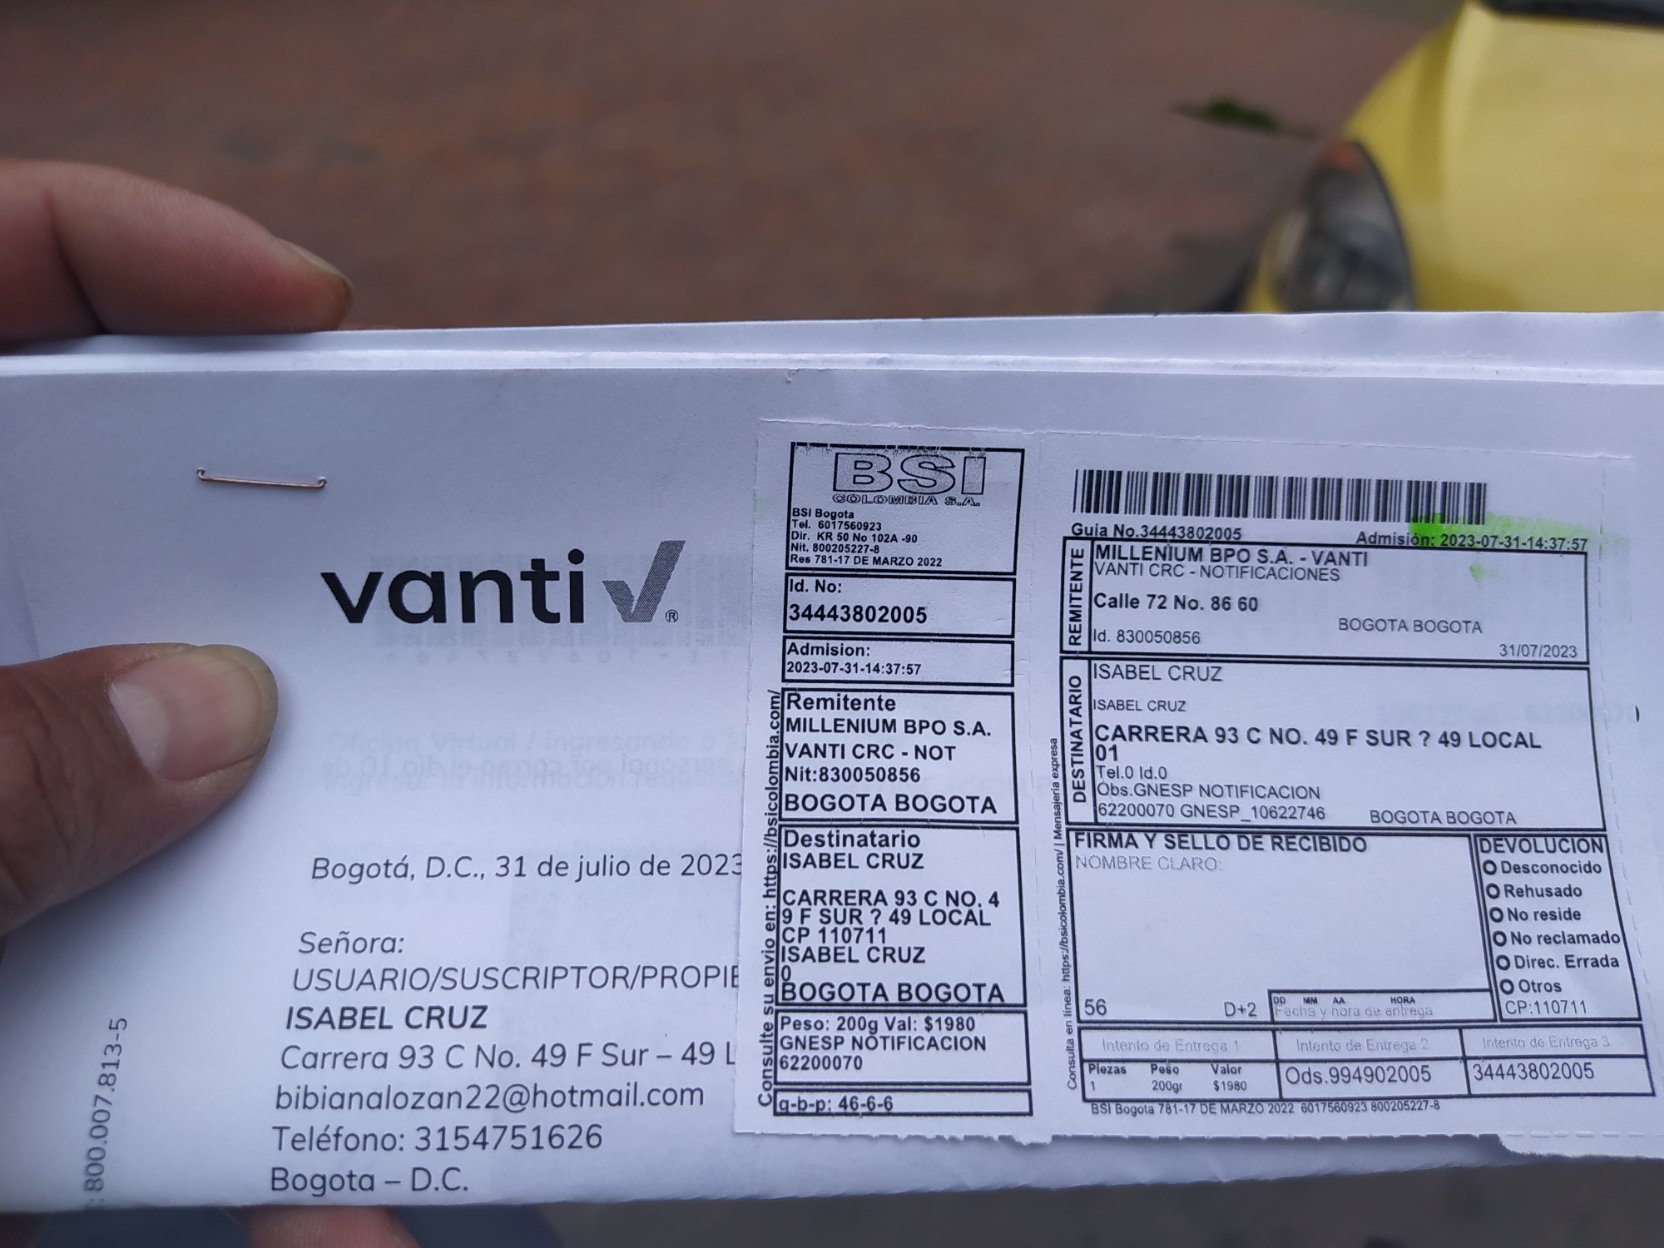 vanti
®
Bogotá, D.C., 31 de julio de 2023
Señora:
USUARIO/SUSCRIPTOR/PROPIE
ISABEL CRUZ
Carrera 93 C No. 49 F Sur – 49 L
bibianalozan22@hotmail.com
Teléfono: 3154751626
Bogota – D.C.
800.007.813-5
BSI
COLOMBIA S.A.
BSI Bogota
Tel. 6017560923
Dir. KR 50 No 102A -90
Nit. 800205227-8
Res 781-17 DE MARZO 2022
Id. No:
34443802005
Admision:
2023-07-31-14:37:57
Remitente
MILLENIUM BPO S.A.
VANTI CRC - NOT
Nit:830050856
BOGOTA BOGOTA
Destinatario
ISABEL CRUZ
CARRERA 93 C NO. 4
9 F SUR ? 49 LOCAL
CP 110711
ISABEL CRUZ
0
BOGOTA BOGOTA
Peso: 200g Val: $1980
GNESP NOTIFICACION
62200070
q-b-p: 46-6-6
Consulte su envio en: https://bsicolombia.com/
Guia No.34443802005
Admisión: 2023-07-31-14:37:57
REMITENTE
MILLENIUM BPO S.A. - VANTI
VANTI CRC - NOTIFICACIONES
Calle 72 No. 86 60
BOGOTA BOGOTA
Id. 830050856
31/07/2023
DESTINATARIO
ISABEL CRUZ
ISABEL CRUZ
CARRERA 93 C NO. 49 F SUR ? 49 LOCAL
01
Tel.0 Id.0
Obs.GNESP NOTIFICACION
62200070 GNESP_10622746 BOGOTA BOGOTA
FIRMA Y SELLO DE RECIBIDO
NOMBRE CLARO:
DEVOLUCION
Desconocido
Rehusado
No reside
No reclamado
Direc. Errada
Otros
CP:110711
56
D+2
DD MM AA HORA
Fecha y hora de entrega
Intento de Entrega 1
Intento de Entrega 2
Intento de Entrega 3
Piezas Peso Valor
1 200gr $1980
Ods.994902005
34443802005
BSI Bogota 781-17 DE MARZO 2022 6017560923 800205227-8
Consulta en línea: https://bsicolombia.com/ | Mensajería expresa